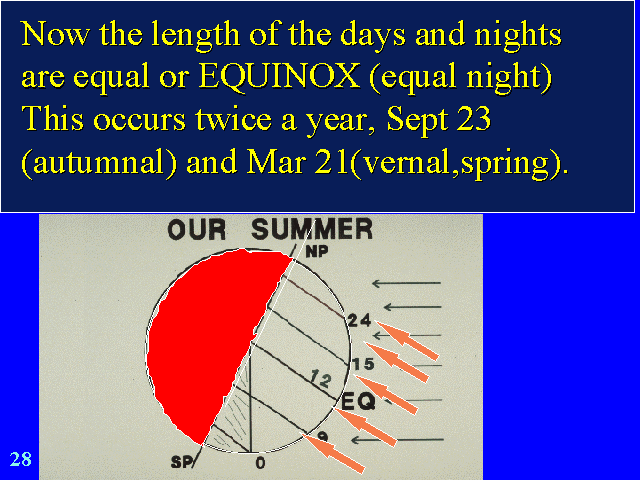 Now the length of the days and nights
are equal or EQUINOX (equal night)
This occurs twice a year, Sept 23
(autumnal) and Mar 21(vernal,spring).
OUR SUMMER
NP
24
15
12
EQ
9
SP
0
28